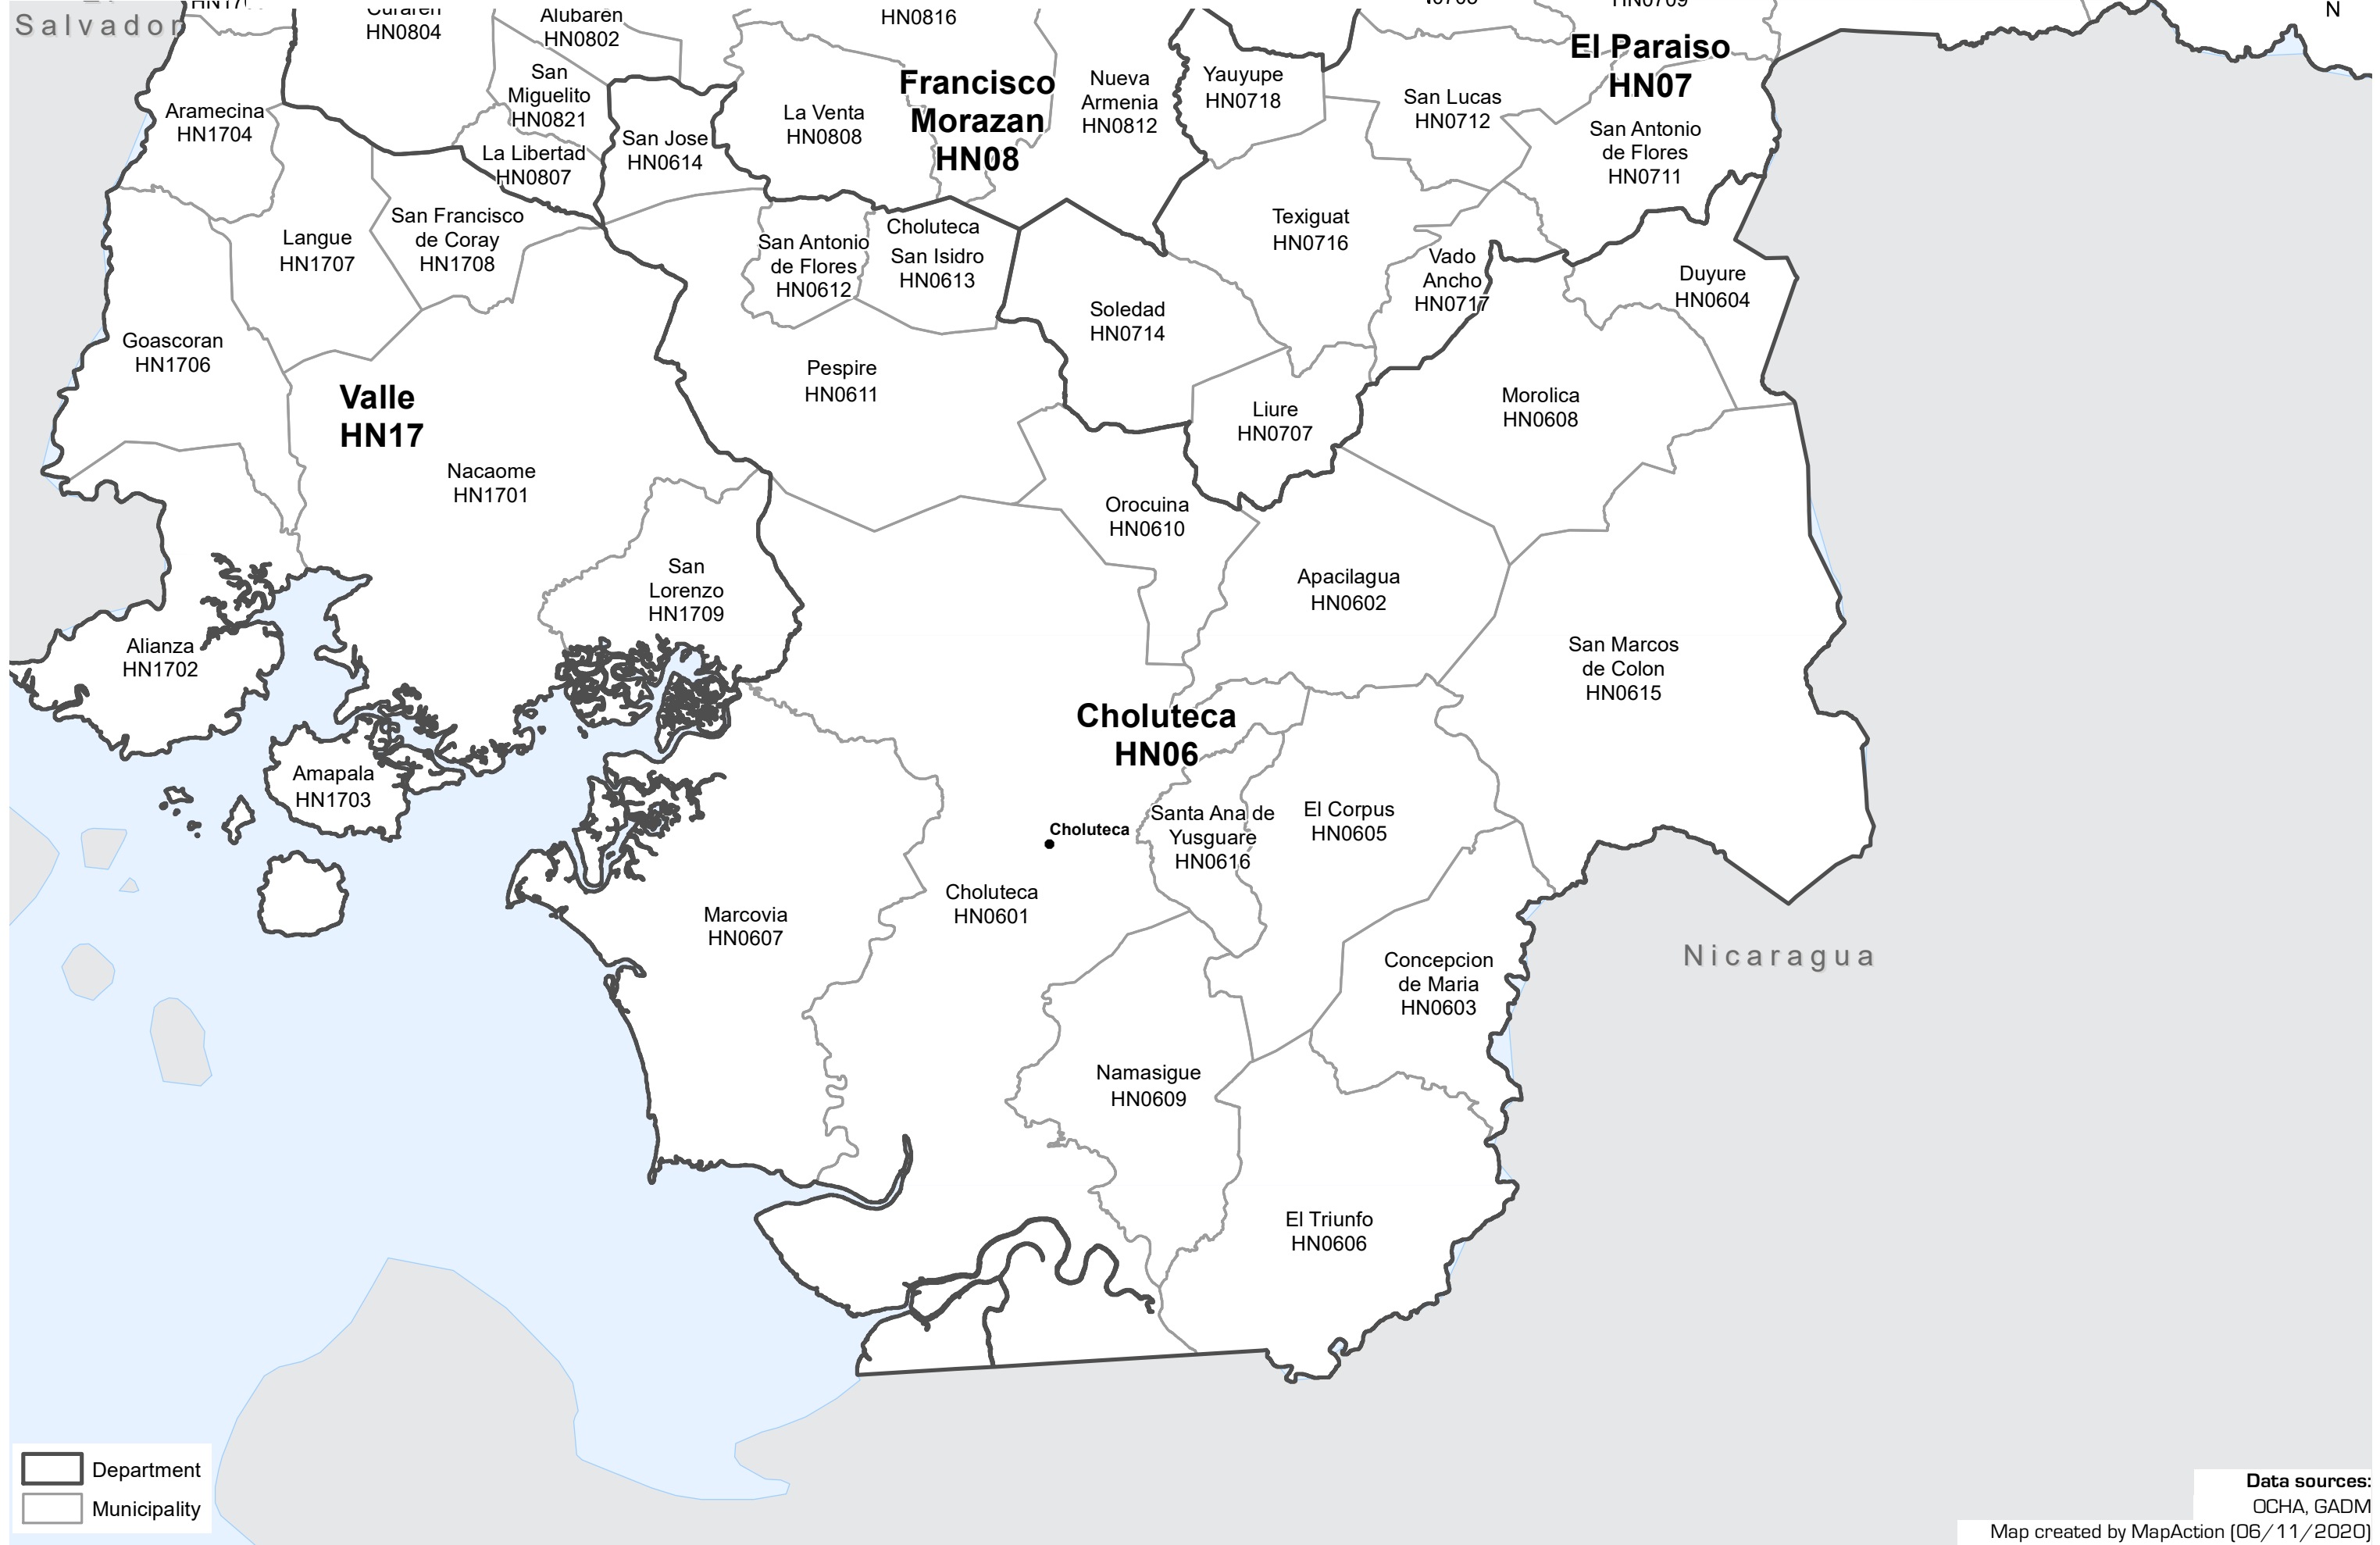 Salvador
Curaren
HN0804
Alubaren
HN0802
HN0816
HN0709
N
El Paraiso
HN07
Francisco
Morazan
HN08
San
Miguelito
HN0821
Nueva
Armenia
HN0812
Yauyupe
HN0718
San Lucas
HN0712
Aramecina
HN1704
La Venta
HN0808
San Jose
HN0614
San Antonio
de Flores
HN0711
La Libertad
HN0807
San Francisco
de Coray
HN1708
Langue
HN1707
San Antonio
de Flores
HN0612
Choluteca
San Isidro
HN0613
Texiguat
HN0716
Vado
Ancho
HN0717
Duyure
HN0604
Soledad
HN0714
Goascoran
HN1706
Pespire
HN0611
Valle
HN17
Liure
HN0707
Morolica
HN0608
Nacaome
HN1701
Orocuina
HN0610
San
Lorenzo
HN1709
Apacilagua
HN0602
Alianza
HN1702
San Marcos
de Colon
HN0615
Choluteca
HN06
Amapala
HN1703
Santa Ana de
Yusguare
HN0616
El Corpus
HN0605
Choluteca
Choluteca
HN0601
Marcovia
HN0607
Nicaragua
Concepcion
de Maria
HN0603
Namasigue
HN0609
El Triunfo
HN0606
Department
Municipality
Data sources:
OCHA, GADM
Map created by MapAction (06/11/2020)